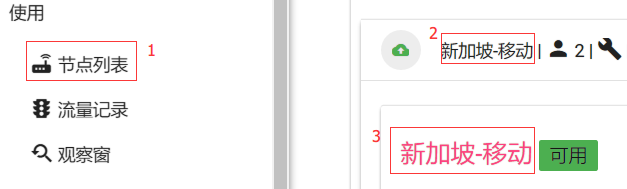 使用
节点列表 1
流量记录
观察窗
2 新加坡-移动 | 2 |
3 新加坡-移动 可用